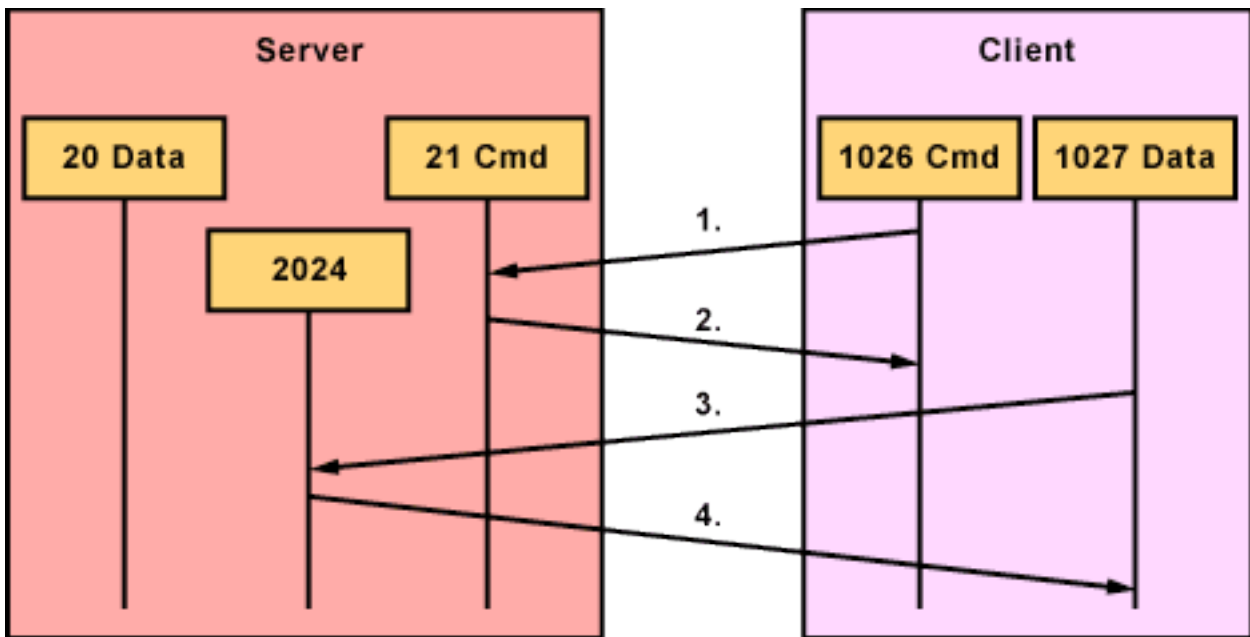 Server
Client
20 Data
21 Cmd
1026 Cmd
1027 Data
1.
2024
2.
3.
4.